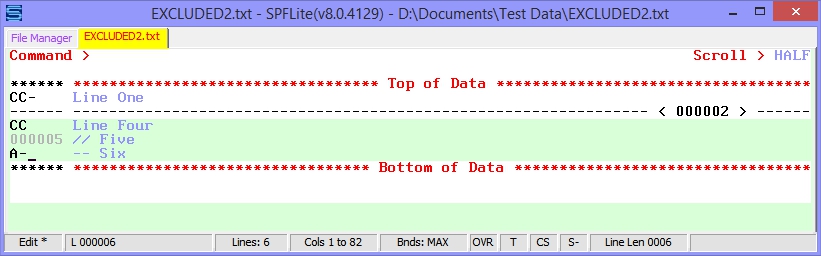 EXCLUDED2.txt - SPFLite(v8.0.4129) - D:\Documents\Test Data\EXCLUDED2.txt
File Manager EXCLUDED2.txt
Command > Scroll > HALF
****** ********************************** Top of Data **********************************
CC- Line One
------ - - - - - - - - - - - - - - - - - - - - - - - - - - - - - - - - - - - - < 000002 > ------
CC Line Four
000005 // Five
A-_ -- Six
****** ********************************* Bottom of Data ********************************
Edit * L 000006 Lines: 6 Cols 1 to 82 Bnds: MAX OVR T CS S- Line Len 0006